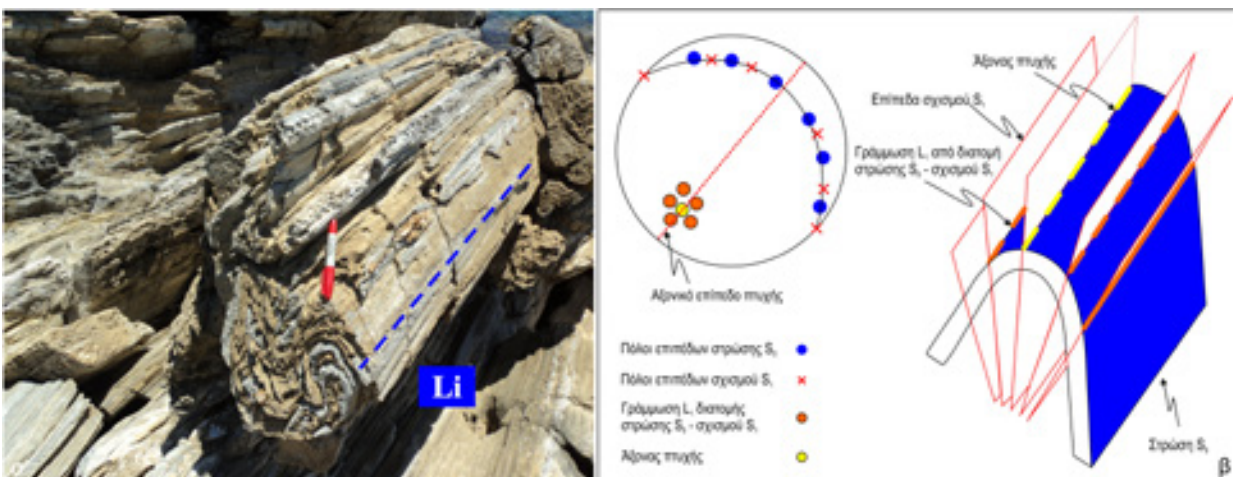 Li
Άξονας πτυχής
Επίπεδο σχισμού S₁
Γράμμωση L₁ από διατομή
στρώσης S₀ - σχισμού S₁
Αξονικό επίπεδο πτυχής
Πόλοι επιπέδων στρώσης S₀
Πόλοι επιπέδων σχισμού S₁
Γράμμωση L₁ διατομής
στρώσης S₀ - σχισμού S₁
Άξονας πτυχής
Στρώση S₀
β